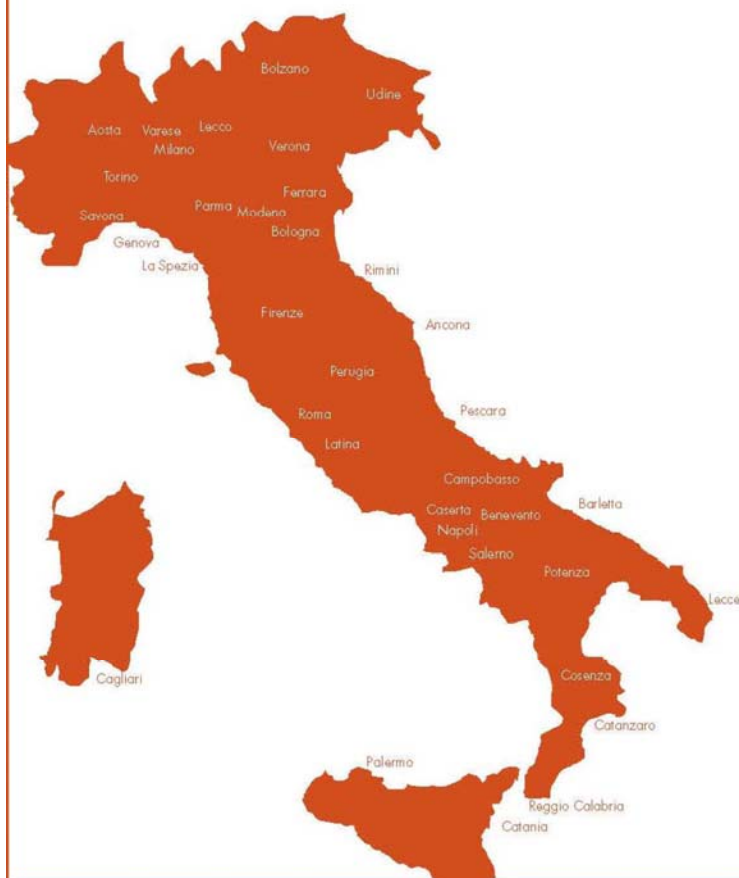 Bolzano
Udine
Aosta
Varese
Lecco
Milano
Verona
Torino
Ferrara
Parma
Modena
Savona
Bologna
Genova
La Spezia
Rimini
Firenze
Ancona
Perugia
Roma
Pescara
Latina
Campobasso
Caserta
Benevento
Barletta
Napoli
Salerno
Potenza
Lecce
Cagliari
Cosenza
Catanzaro
Palermo
Reggio Calabria
Catania